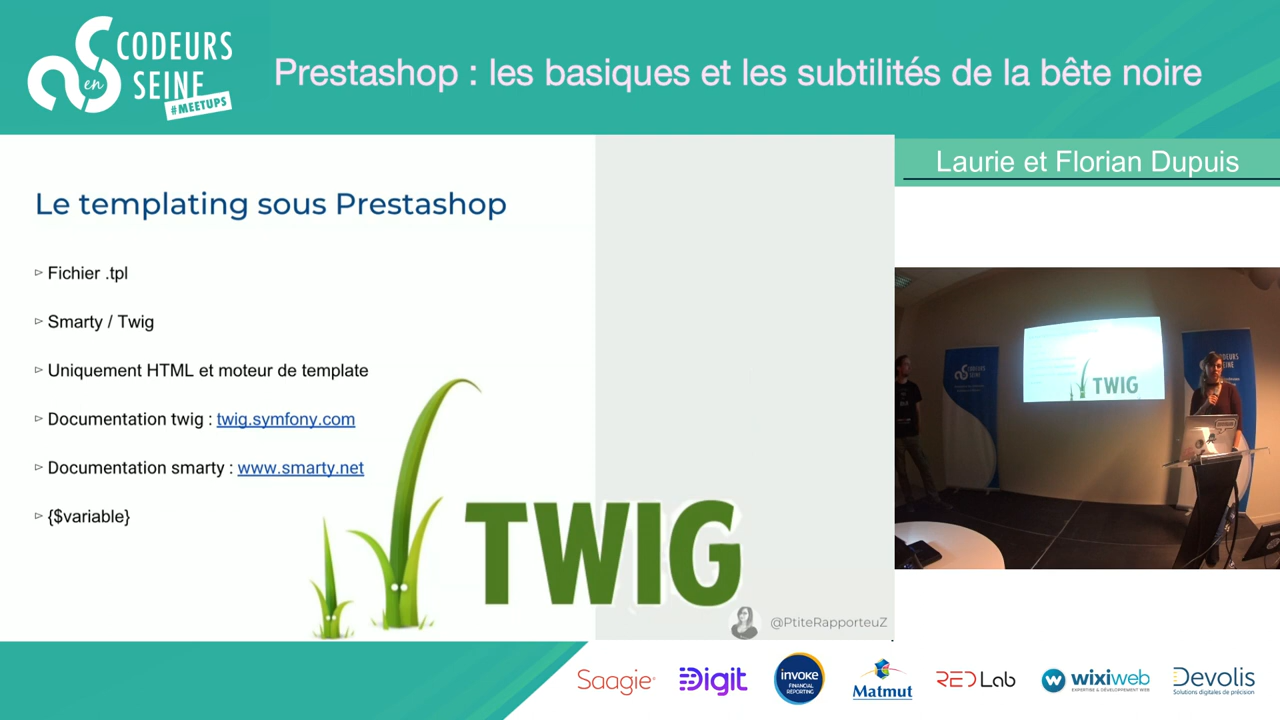 CODEURS
en
SEINE
#MEETUPS
Prestashop : les basiques et les subtilités de la bête noire
Laurie et Florian Dupuis
Le templating sous Prestashop
Fichier .tpl
Smarty / Twig
Uniquement HTML et moteur de template
Documentation twig : twig.symfony.com
Documentation smarty : www.smarty.net
{$variable}
TWIG
@PtiteRapporteuZ
TWIG
CODEURS
SEINE
Saagie
Digit
invoke
FINANCIAL
REPORTING
Matmut
RED Lab
wixiweb
EXPERTISE & DÉVELOPPEMENT WEB
Devolis
Solutions digitales de précision